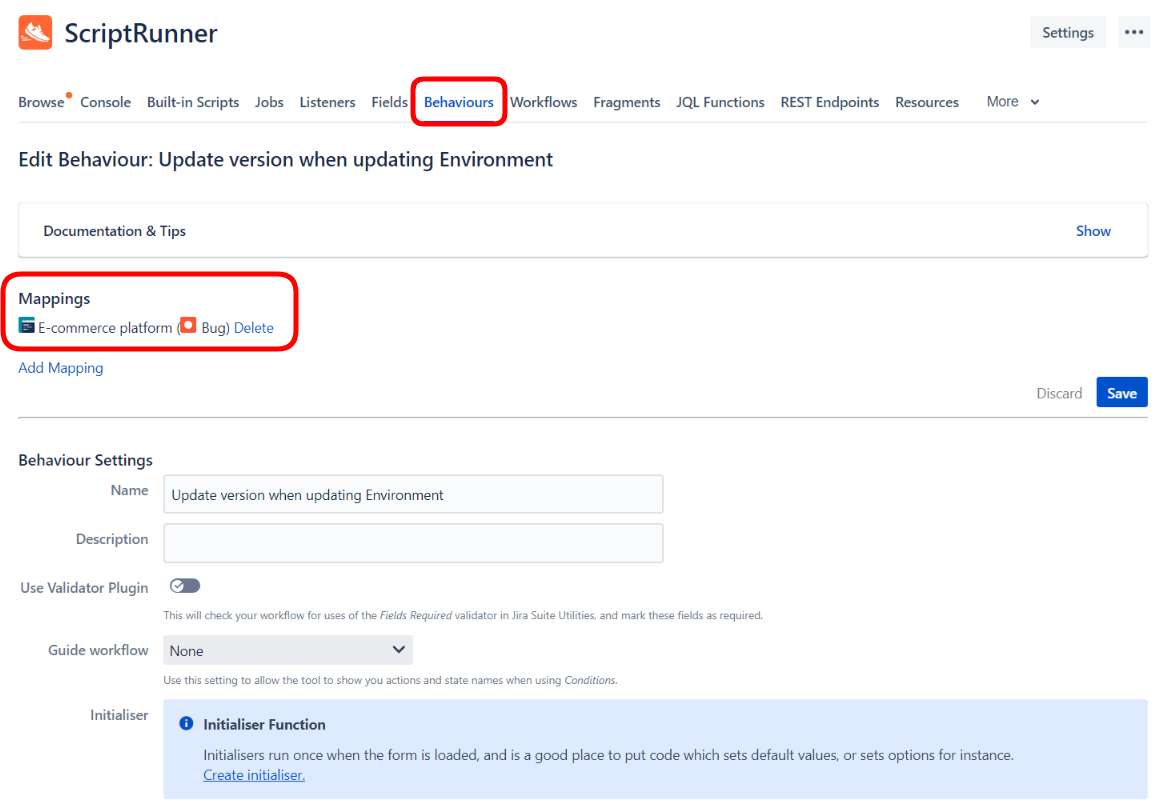 ScriptRunner
Settings
Browse Console Built-in Scripts Jobs Listeners Fields Behaviours Workflows Fragments JQL Functions REST Endpoints Resources More
Edit Behaviour: Update version when updating Environment
Documentation & Tips Show
Mappings
E-commerce platform ( Bug) Delete
Add Mapping
Discard Save
Behaviour Settings
Name Update version when updating Environment
Description
Use Validator Plugin
This will check your workflow for uses of the Fields Required validator in Jira Suite Utilities, and mark these fields as required.
Guide workflow None
Use this setting to allow the tool to show you actions and state names when using Conditions.
Initialiser Initialiser Function
Initialisers run once when the form is loaded, and is a good place to put code which sets default values, or sets options for instance.
Create initialiser.